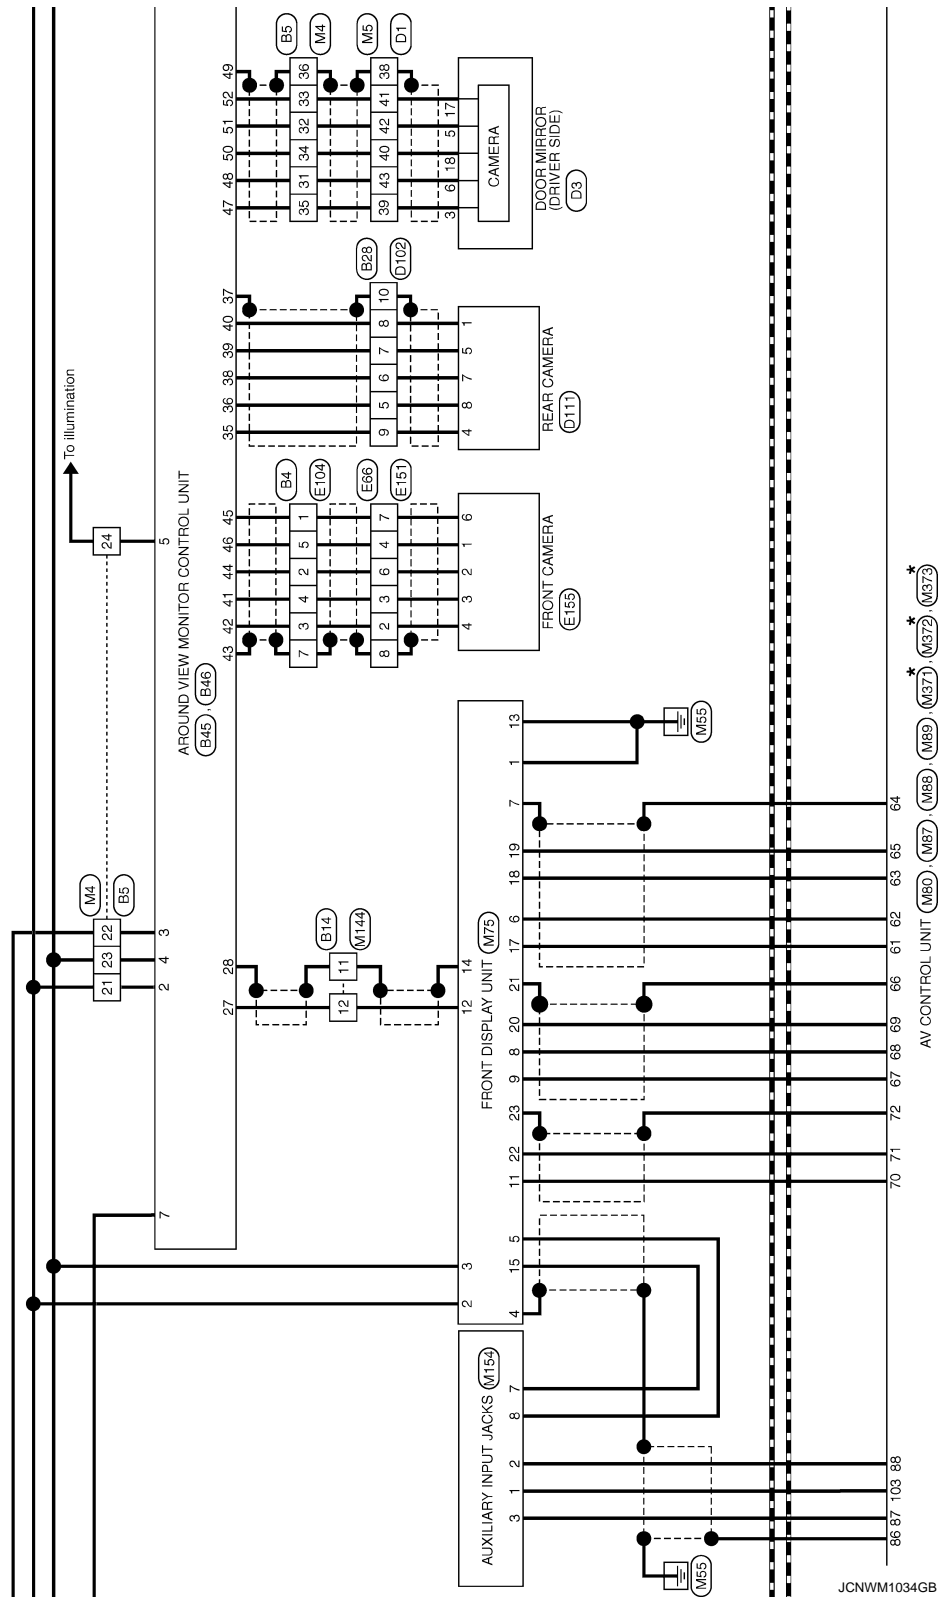 B5 M4 M5 D1
49 36 38
52 33 41 17
51 32 42 5
50 34 40 18
48 31 43 6
47 35 39 3
CAMERA
DOOR MIRROR
(DRIVER SIDE)
D3
B28 D102
37 10
40 8 1
39 7 5
38 6 7
36 5 8
35 9 4
REAR CAMERA
D111
To illumination
24 5
AROUND VIEW MONITOR CONTROL UNIT
B45 , B46
B4 E104 E66 E151
45 1 7 6
46 5 4 1
44 2 6 2
41 4 3 3
42 3 2 4
43 7 8
FRONT CAMERA
E155
M4 B5
22 3
23 4
21 2
7
B14 M144
28 11 14
27 12 12
3
2
FRONT DISPLAY UNIT M75
13
1
M55
7 64
19 65
18 63
6 62
17 61
21 66
20 69
8 68
9 67
23 72
22 71
11 70
5
15
4
AUXILIARY INPUT JACKS M154
7
8
2 88
1 103
3 87
86
M55
AV CONTROL UNIT M80 , M87 , M88 , M89 , M371 * , M372 * , M373 *
JCNWM1034GB